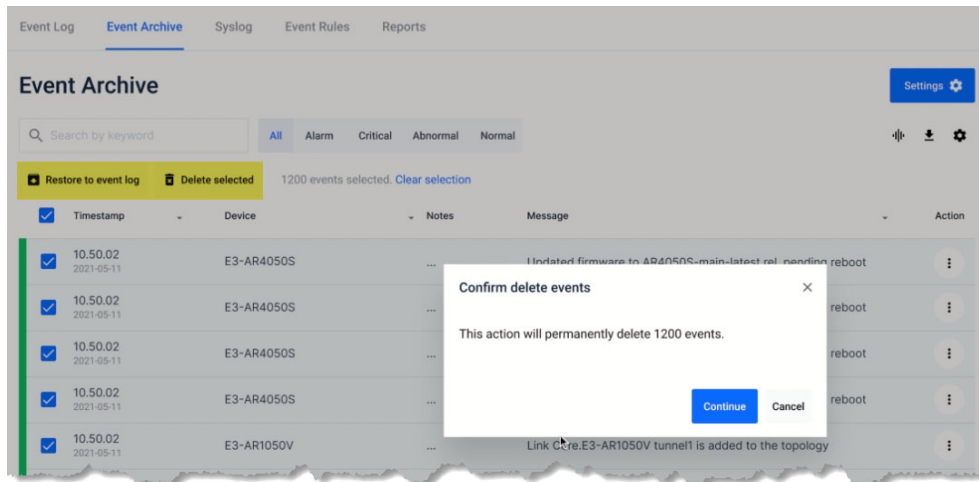 Event Log Event Archive Syslog Event Rules Reports
Event Archive
Settings
Search by keyword All Alarm Critical Abnormal Normal
Restore to event log Delete selected 1200 events selected. Clear selection
Timestamp Device Notes Message Action
10.50.02
2021-05-11
E3-AR4050S ... Updated firmware to AR4050S-main-latest.rel, pending reboot
Confirm delete events
10.50.02
2021-05-11
E3-AR4050S ... reboot
This action will permanently delete 1200 events.
10.50.02
2021-05-11
E3-AR4050S ... reboot
10.50.02
2021-05-11
E3-AR4050S ... reboot
Continue Cancel
10.50.02
2021-05-11
E3-AR1050V ... Link E3-AR1050V tunnel1 is added to the topology